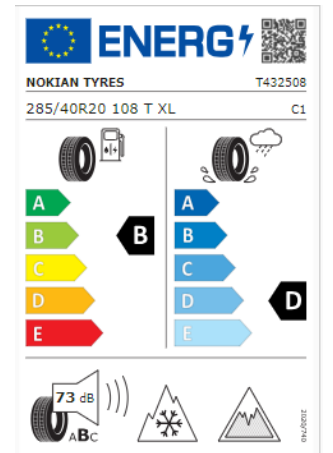 ENERG
NOKIAN TYRES T432508
285/40R20 108 T XL C1
A A
B B B
C C
D D D
E E
73 dB
ABC
2020/740